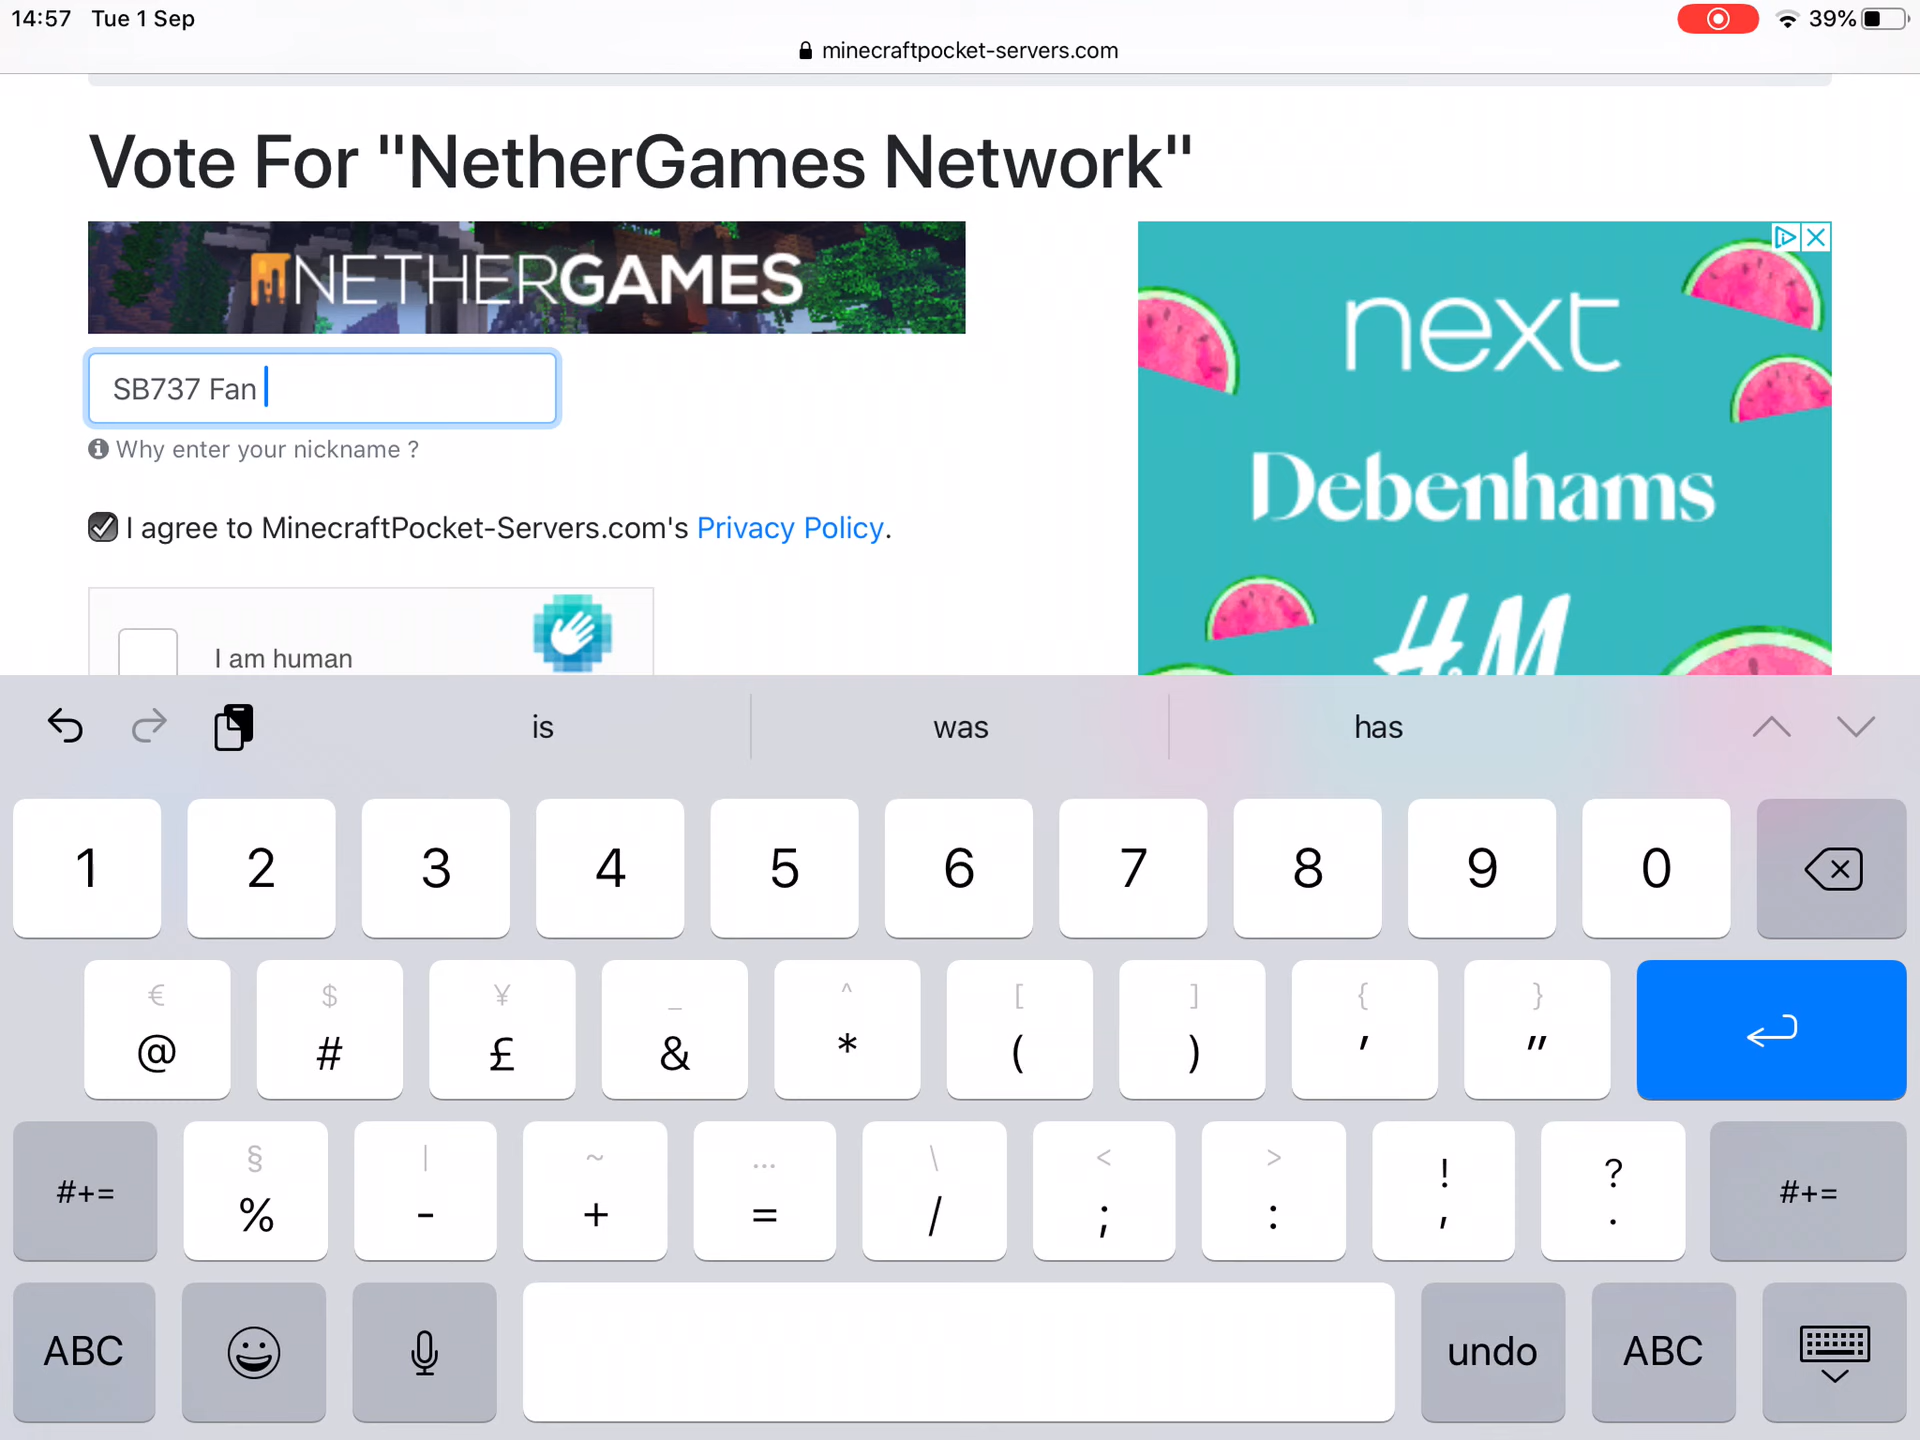 14:57 Tue 1 Sep
39%
minecraftpocket-servers.com
Vote For "NetherGames Network"
NETHERGAMES
next
SB737 Fan
Why enter your nickname ?
Debenhams
I agree to MinecraftPocket-Servers.com's Privacy Policy.
H&M
I am human
is was has
1 2 3 4 5 6 7 8 9 0
€ $ ¥ _ ^ [ ] { }
@ # £ & * ( ) ' "
§ | ~ ... \ < > ! ?
#+= % - + = / ; : , . #+=
ABC undo ABC